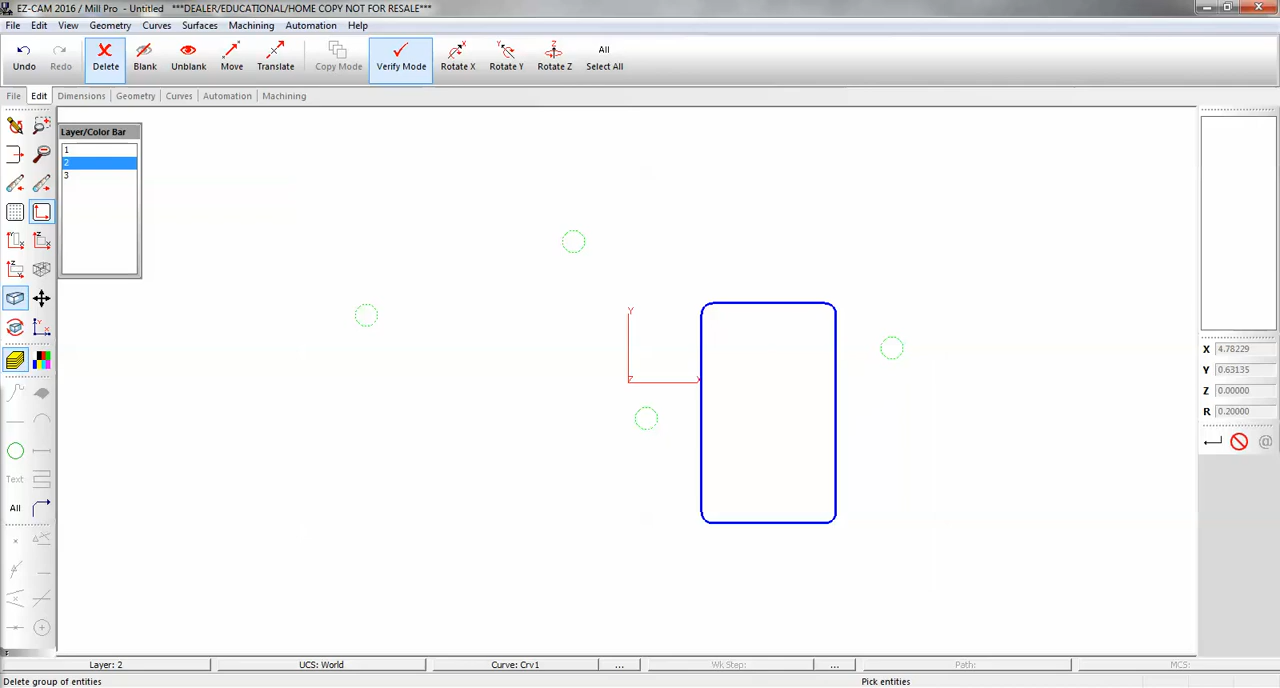 EZ-CAM 2016 / Mill Pro - Untitled ***DEALER/EDUCATIONAL/HOME COPY NOT FOR RESALE***
File Edit View Geometry Curves Surfaces Machining Automation Help
Undo Redo Delete Blank Unblank Move Translate Copy Mode Verify Mode X Rotate X Y Rotate Y Z Rotate Z All Select All
File Edit Dimensions Geometry Curves Automation Machining
Layer/Color Bar
1
2
3
Y
Z X
X 4.78229
Y 0.63135
Z 0.00000
R 0.20000
@
Text
All
Layer: 2 UCS: World Curve: Crv1 ... Wk Step: ... Path: MCS:
Delete group of entities Pick entities